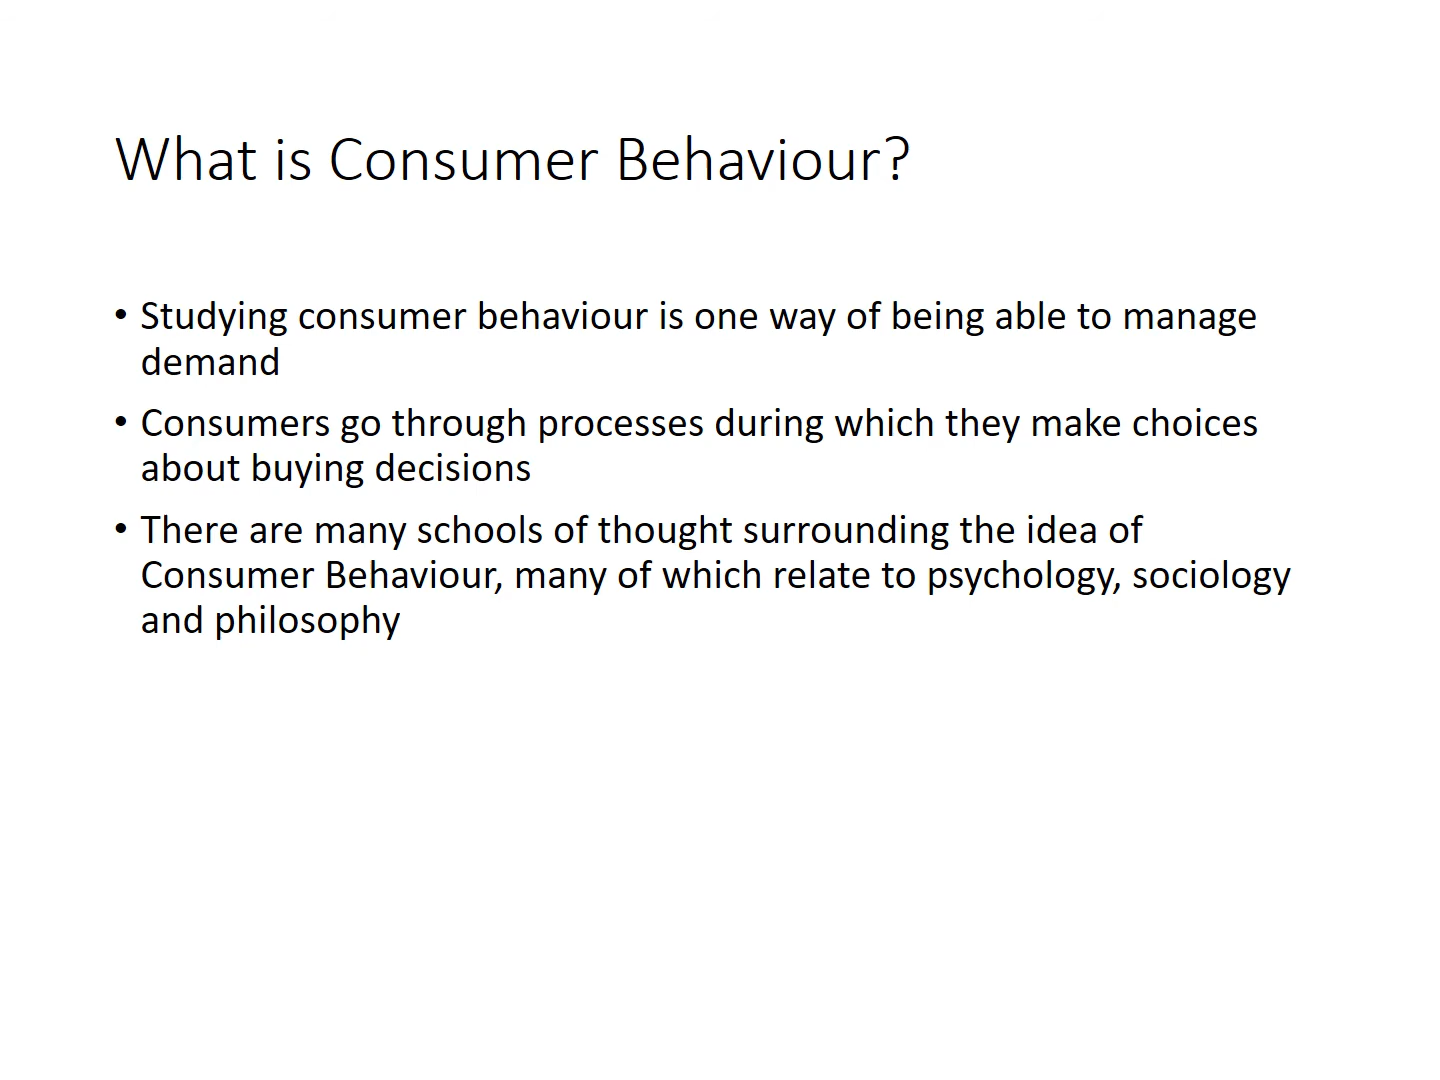 What is Consumer Behaviour?
• Studying consumer behaviour is one way of being able to manage
demand
• Consumers go through processes during which they make choices
about buying decisions
• There are many schools of thought surrounding the idea of
Consumer Behaviour, many of which relate to psychology, sociology
and philosophy